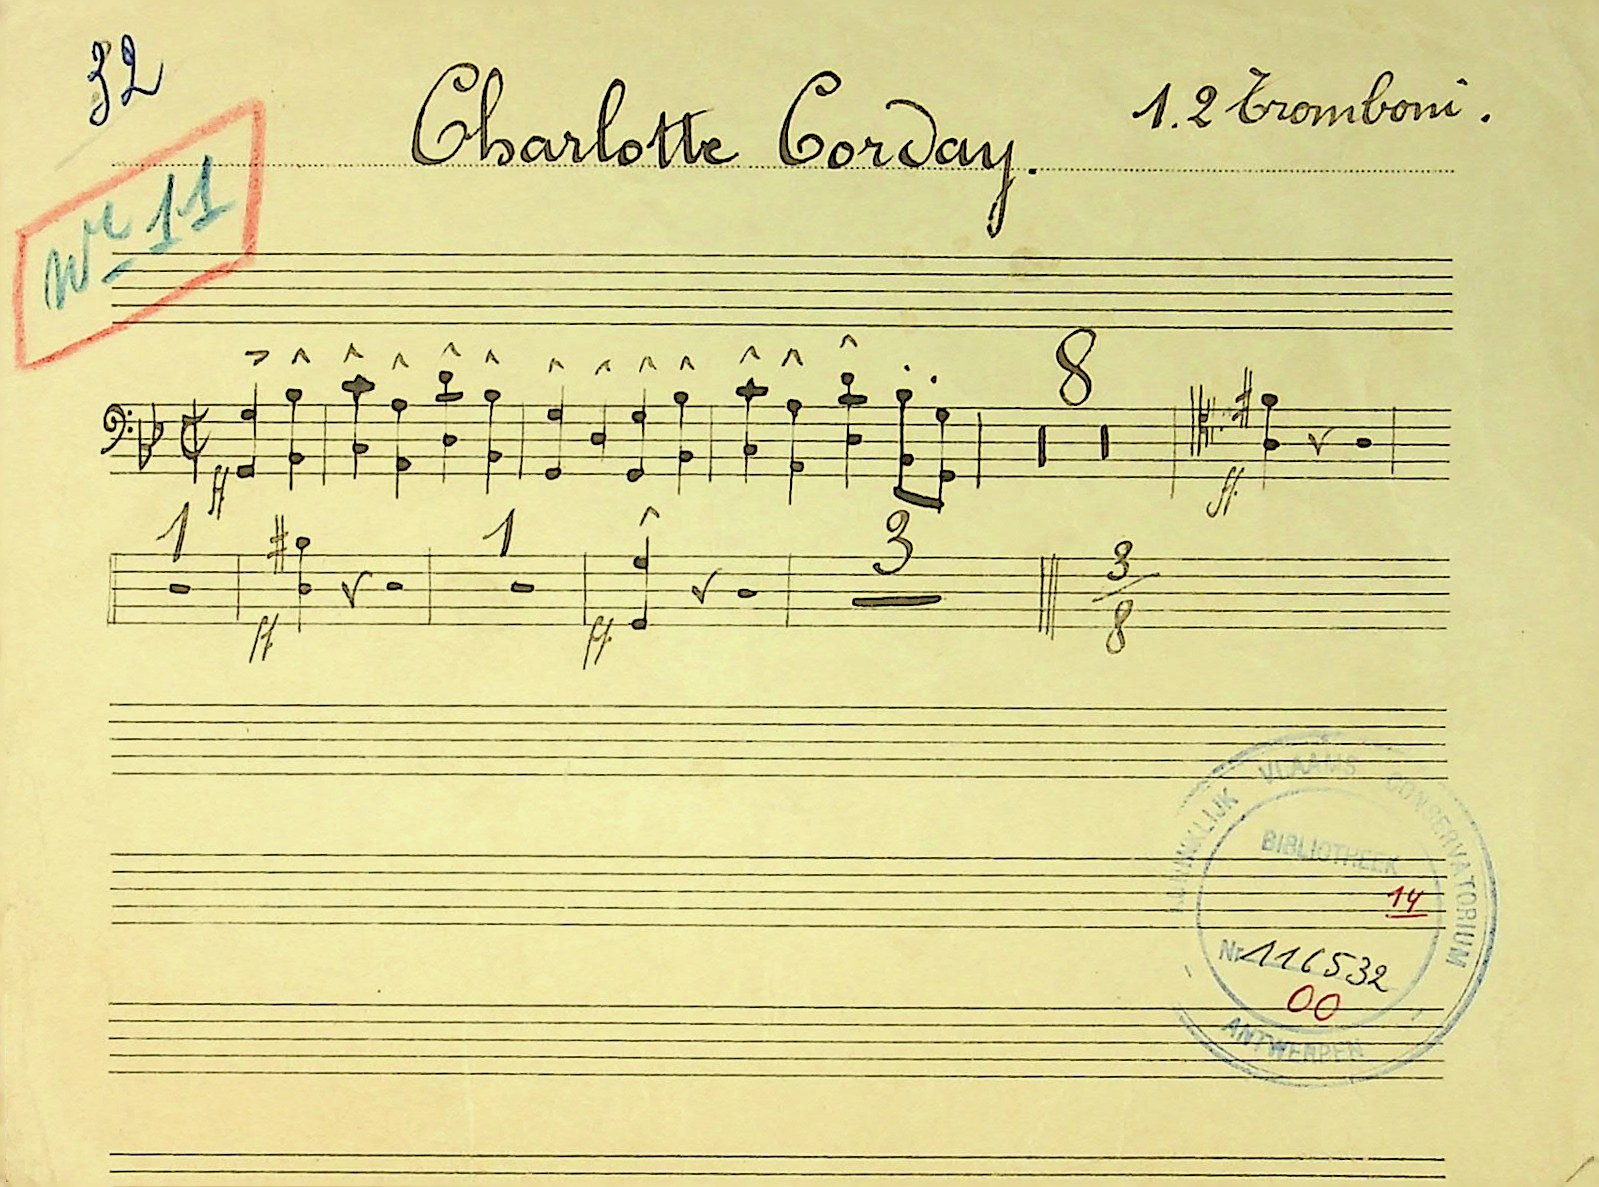 32
Nr 11
Charlotte Corday.
1.2 Tromboni.
8
ff
ff
1
1
3
3
8
ff
ff
KONINKLIJK VLAAMS CONSERVATORIUM
BIBLIOTHEEK
14
Nr 116532
00
ANTWERPEN